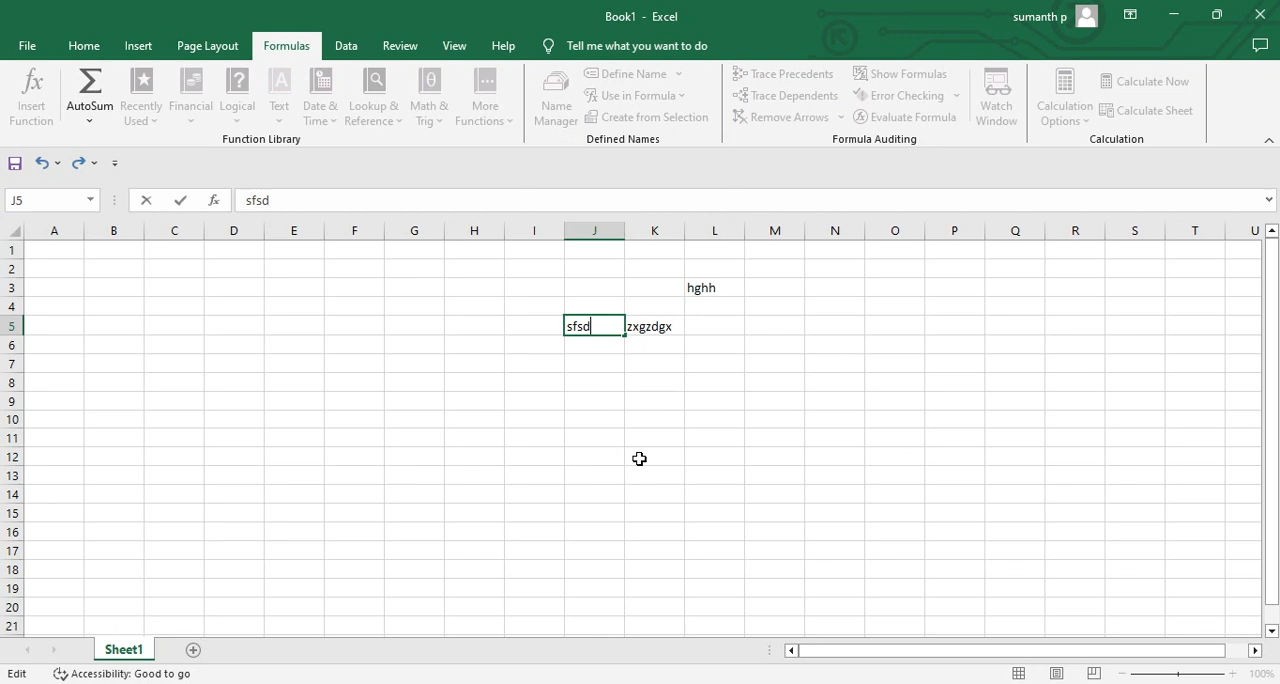 Book1 - Excel
sumanth p
File Home Insert Page Layout Formulas Data Review View Help Tell me what you want to do
Insert Function
AutoSum
Recently Used
Financial
Logical
Text
Date & Time
Lookup & Reference
Math & Trig
More Functions
Function Library
Name Manager
Define Name
Use in Formula
Create from Selection
Defined Names
Trace Precedents
Trace Dependents
Remove Arrows
Show Formulas
Error Checking
Evaluate Formula
Formula Auditing
Watch Window
Calculation Options
Calculate Now
Calculate Sheet
Calculation
J5 fx sfsd
A B C D E F G H I J K L M N O P Q R S T U
1
2
3 hghh
4
5 sfsd zxgzdgx
6
7
8
9
10
11
12
13
14
15
16
17
18
19
20
21
Sheet1
Edit Accessibility: Good to go 100%